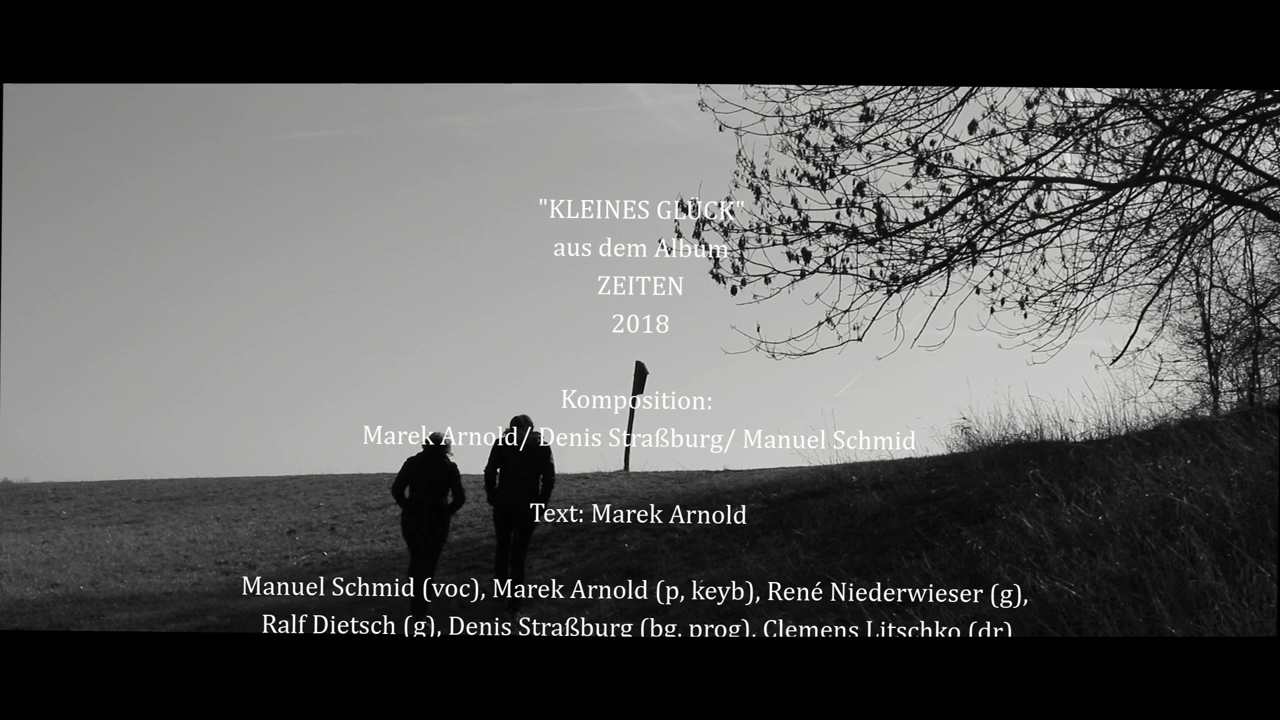 "KLEINES GLÜCK"
aus dem Album
ZEITEN
2018
Komposition:
Marek Arnold/ Denis Straßburg/ Manuel Schmid
Text: Marek Arnold
Manuel Schmid (voc), Marek Arnold (p, keyb), René Niederwieser (g),
Ralf Dietsch (g), Denis Straßburg (bg, prog), Clemens Litschko (dr)